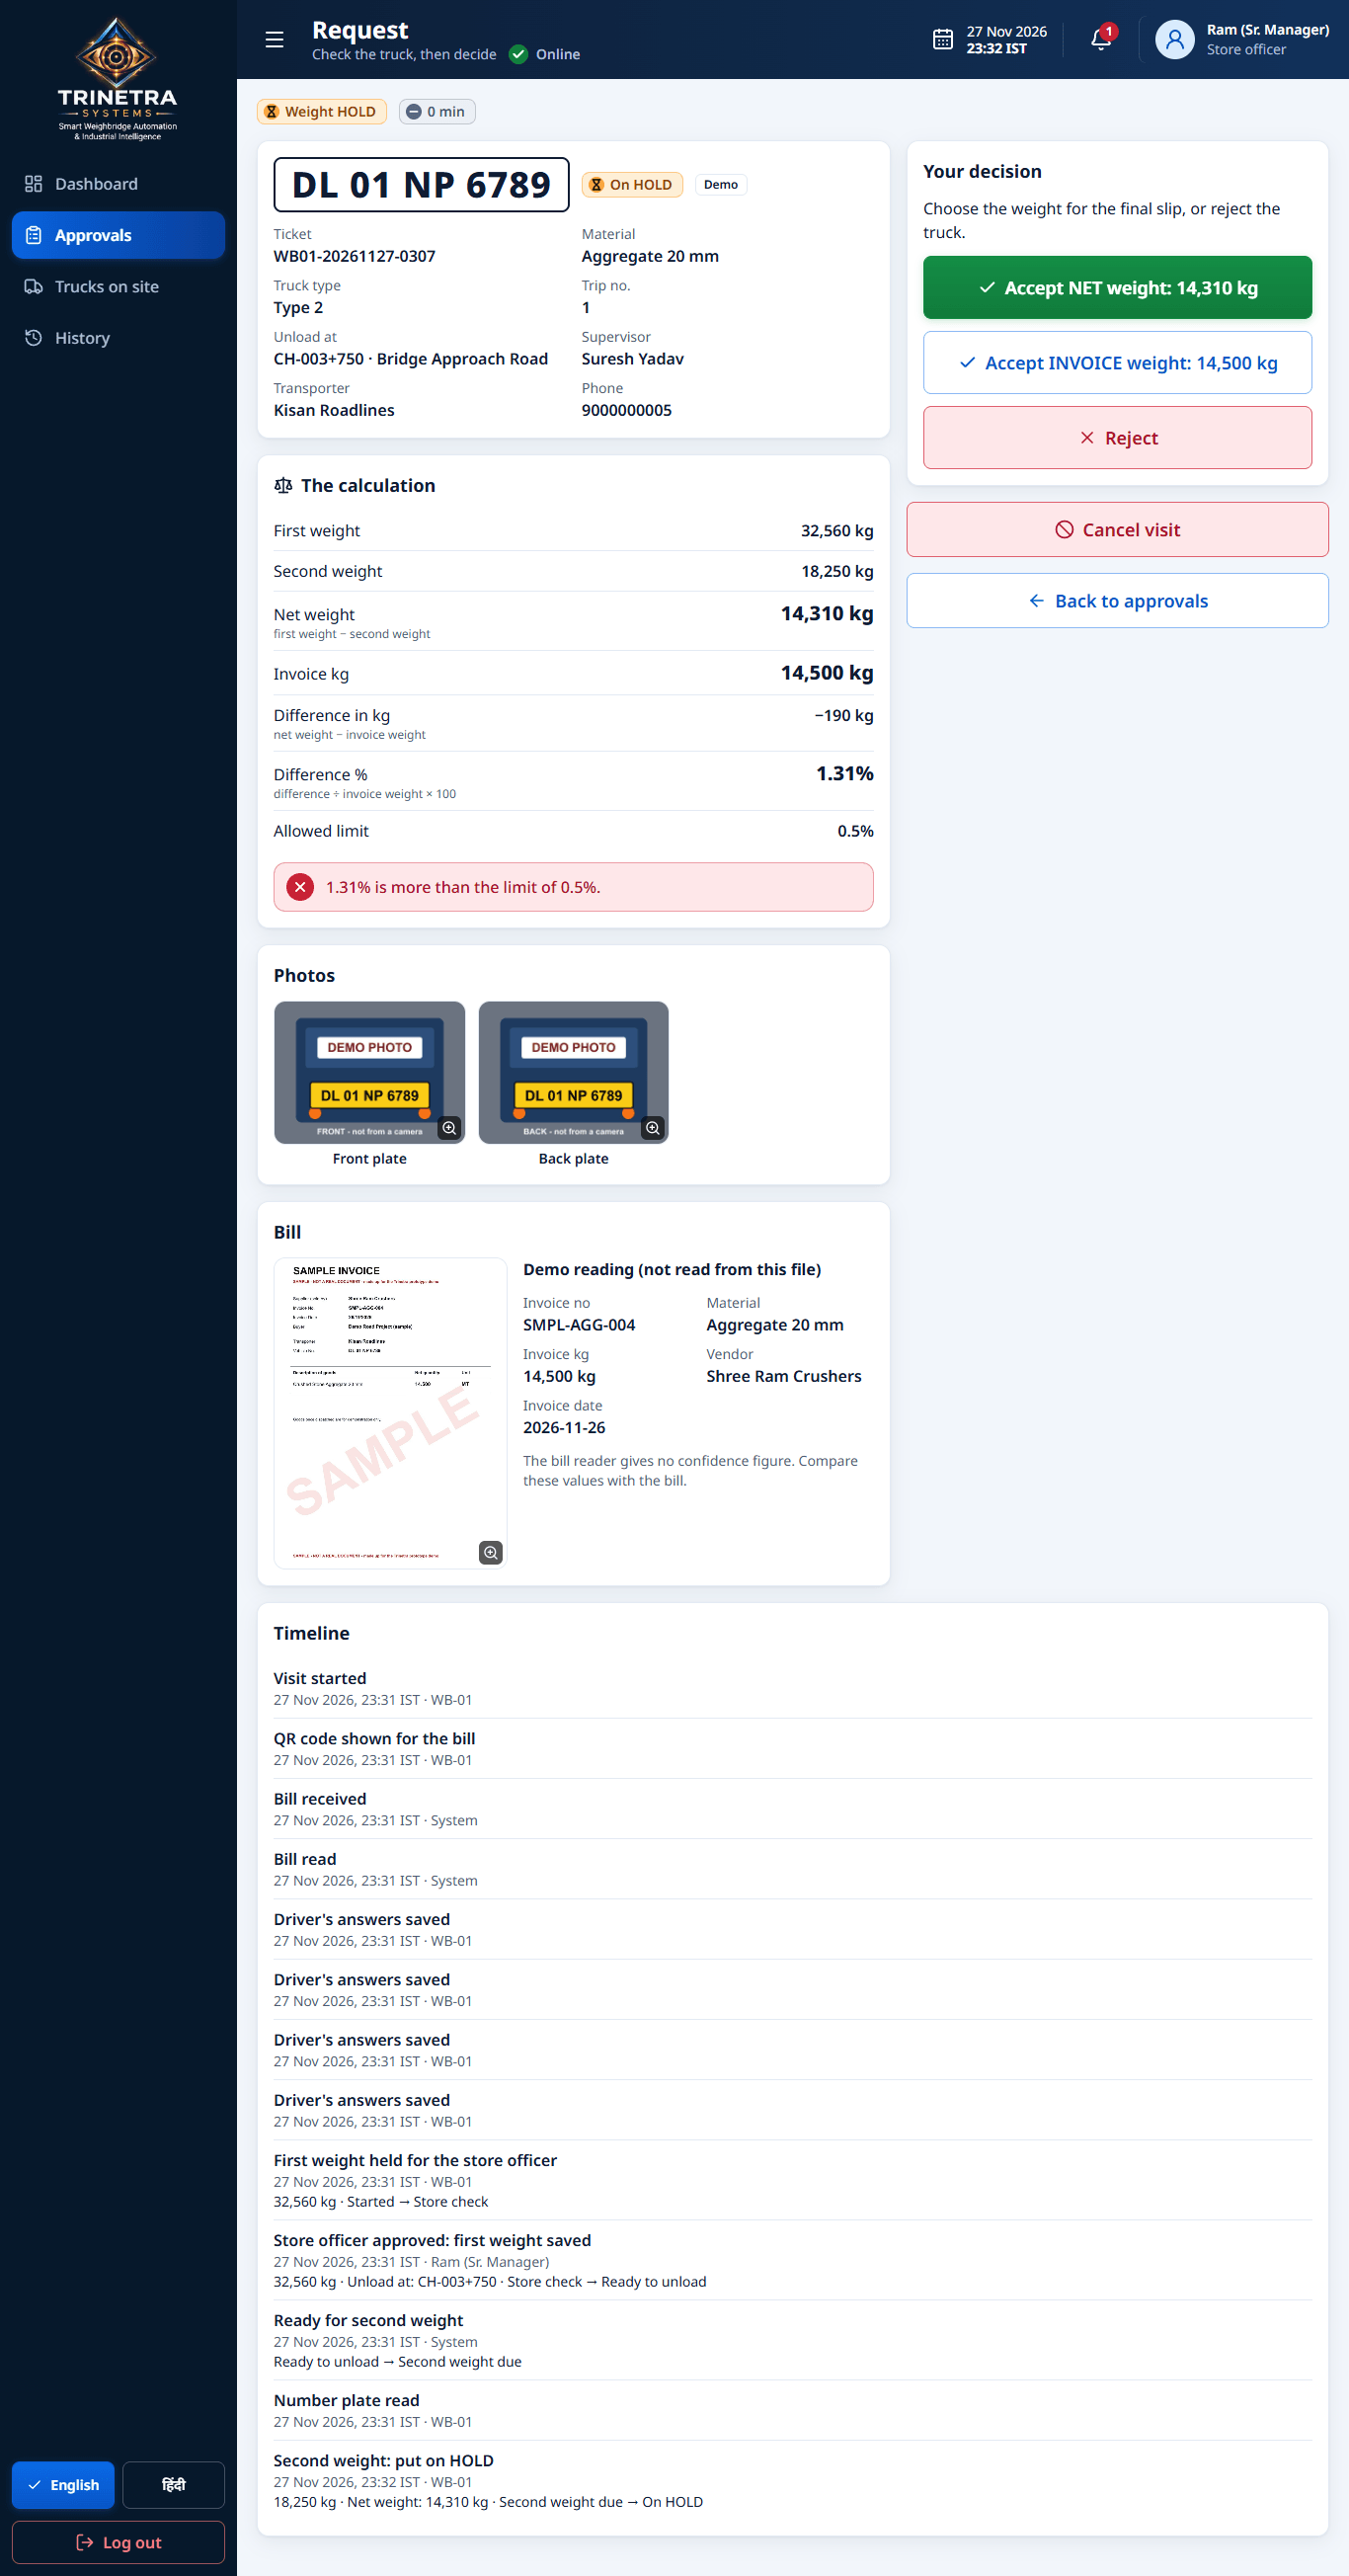 TRINETRA
SYSTEMS
Smart Weighbridge Automation
& Industrial Intelligence
Dashboard
Approvals
Trucks on site
History
English
हिंदी
Log out
Request
Check the truck, then decide
Online
27 Nov 2026
23:32 IST
1
Ram (Sr. Manager)
Store officer
Weight HOLD
0 min
DL 01 NP 6789
On HOLD
Demo
Ticket
WB01-20261127-0307
Material
Aggregate 20 mm
Truck type
Type 2
Trip no.
1
Unload at
CH-003+750 · Bridge Approach Road
Supervisor
Suresh Yadav
Transporter
Kisan Roadlines
Phone
9000000005
Your decision
Choose the weight for the final slip, or reject the
truck.
Accept NET weight: 14,310 kg
Accept INVOICE weight: 14,500 kg
Reject
Cancel visit
Back to approvals
The calculation
First weight 32,560 kg
Second weight 18,250 kg
Net weight 14,310 kg
first weight − second weight
Invoice kg 14,500 kg
Difference in kg −190 kg
net weight − invoice weight
Difference % 1.31%
difference ÷ invoice weight × 100
Allowed limit 0.5%
1.31% is more than the limit of 0.5%.
Photos
DEMO PHOTO
DL 01 NP 6789
FRONT - not from a camera
Front plate
DEMO PHOTO
DL 01 NP 6789
BACK - not from a camera
Back plate
Bill
SAMPLE INVOICE
Shree Ram Crushers
SMPL-AGG-004
Demo Road Project (sample)
Transporter
Kisan Roadlines
Description of goods
Net quantity
Unit
14.500
MT
SAMPLE
Demo reading (not read from this file)
Invoice no
SMPL-AGG-004
Material
Aggregate 20 mm
Invoice kg
14,500 kg
Vendor
Shree Ram Crushers
Invoice date
2026-11-26
The bill reader gives no confidence figure. Compare
these values with the bill.
Timeline
Visit started
27 Nov 2026, 23:31 IST · WB-01
QR code shown for the bill
27 Nov 2026, 23:31 IST · WB-01
Bill received
27 Nov 2026, 23:31 IST · System
Bill read
27 Nov 2026, 23:31 IST · System
Driver's answers saved
27 Nov 2026, 23:31 IST · WB-01
Driver's answers saved
27 Nov 2026, 23:31 IST · WB-01
Driver's answers saved
27 Nov 2026, 23:31 IST · WB-01
Driver's answers saved
27 Nov 2026, 23:31 IST · WB-01
First weight held for the store officer
27 Nov 2026, 23:31 IST · WB-01
32,560 kg · Started → Store check
Store officer approved: first weight saved
27 Nov 2026, 23:31 IST · Ram (Sr. Manager)
32,560 kg · Unload at: CH-003+750 · Store check → Ready to unload
Ready for second weight
27 Nov 2026, 23:31 IST · System
Ready to unload → Second weight due
Number plate read
27 Nov 2026, 23:31 IST · WB-01
Second weight: put on HOLD
27 Nov 2026, 23:32 IST · WB-01
18,250 kg · Net weight: 14,310 kg · Second weight due → On HOLD